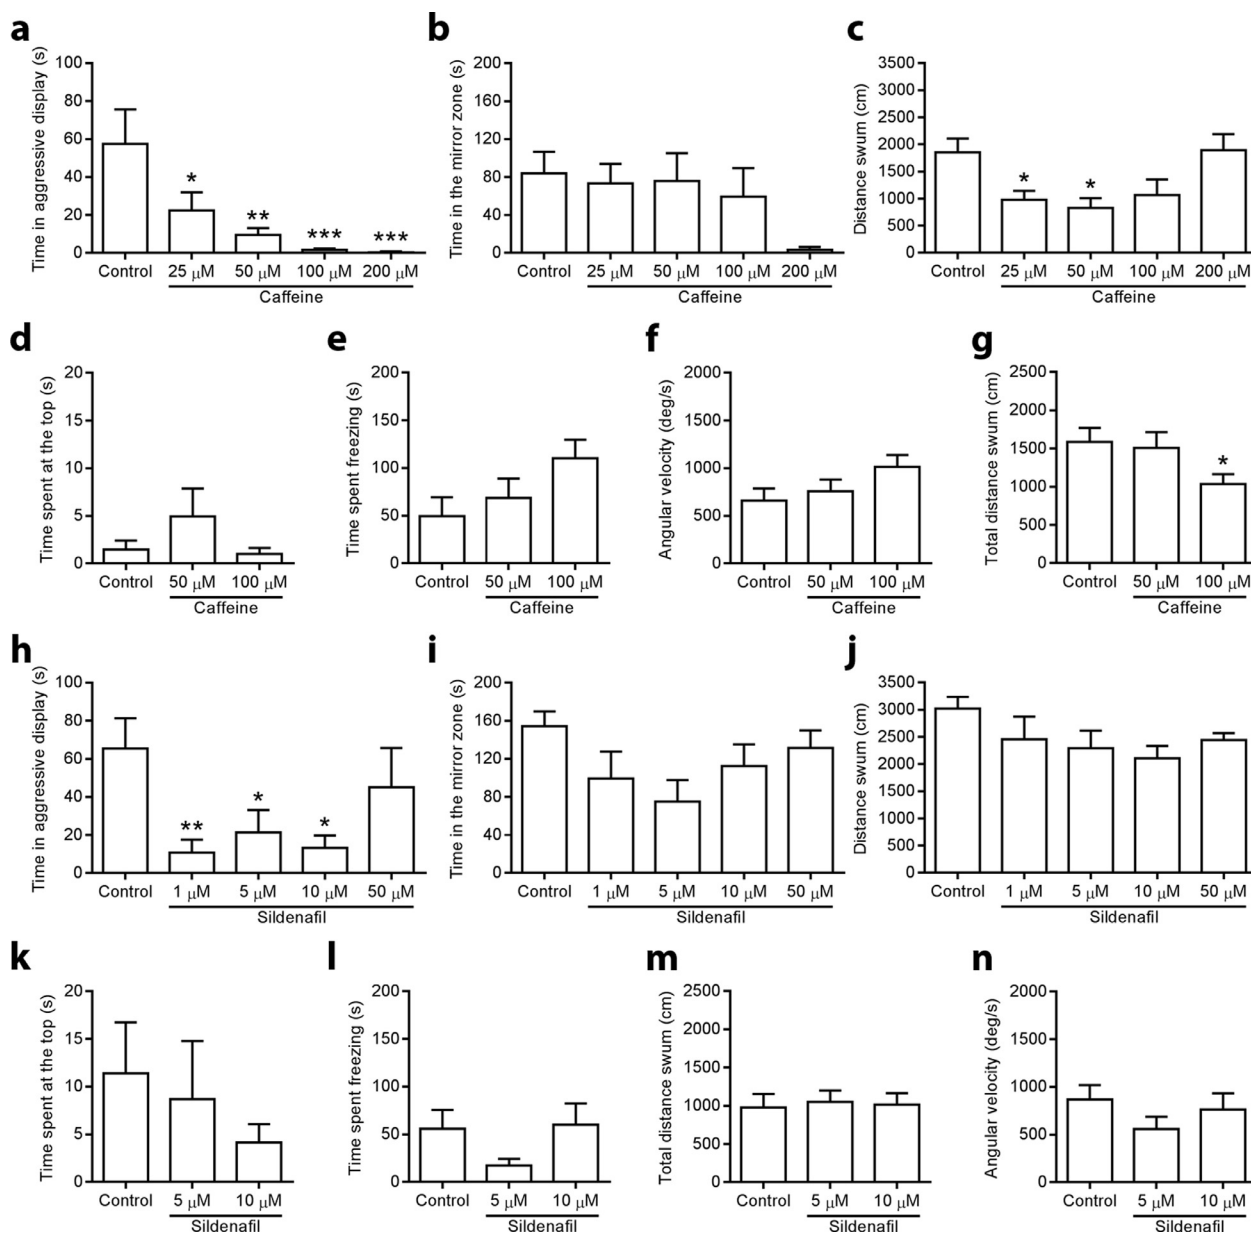 a
Time in aggressive display (s)
100
80
60
40
20
0
*
**
***
***
Control
25 μM
50 μM
100 μM
200 μM
Caffeine
b
Time in the mirror zone (s)
200
160
120
80
40
0
Control
25 μM
50 μM
100 μM
200 μM
Caffeine
c
Distance swum (cm)
3500
3000
2500
2000
1500
1000
500
0
*
*
Control
25 μM
50 μM
100 μM
200 μM
Caffeine
d
Time spent at the top (s)
20
15
10
5
0
Control
50 μM
100 μM
Caffeine
e
Time spent freezing (s)
200
150
100
50
0
Control
50 μM
100 μM
Caffeine
f
Angular velocity (deg/s)
2000
1500
1000
500
0
Control
50 μM
100 μM
Caffeine
g
Total distance swum (cm)
2500
2000
1500
1000
500
0
*
Control
50 μM
100 μM
Caffeine
h
Time in aggressive display (s)
100
80
60
40
20
0
**
*
*
Control
1 μM
5 μM
10 μM
50 μM
Sildenafil
i
Time in the mirror zone (s)
200
160
120
80
40
0
Control
1 μM
5 μM
10 μM
50 μM
Sildenafil
j
Distance swum (cm)
3500
3000
2500
2000
1500
1000
500
0
Control
1 μM
5 μM
10 μM
50 μM
Sildenafil
k
Time spent at the top (s)
20
15
10
5
0
Control
5 μM
10 μM
Sildenafil
l
Time spent freezing (s)
200
150
100
50
0
Control
5 μM
10 μM
Sildenafil
m
Total distance swum (cm)
2500
2000
1500
1000
500
0
Control
5 μM
10 μM
Sildenafil
n
Angular velocity (deg/s)
2000
1500
1000
500
0
Control
5 μM
10 μM
Sildenafil